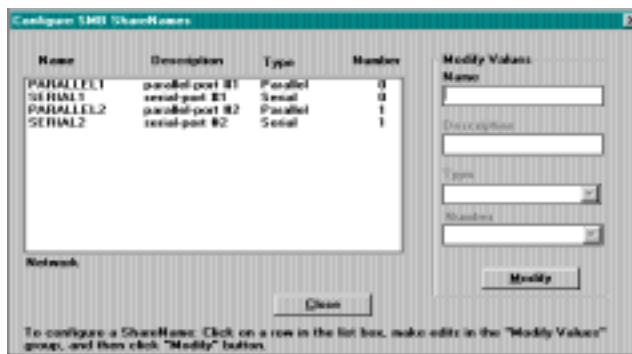 Configure SMB ShareNames
Name Description Type Number
PARALLEL1 parallel-port #1 Parallel 0
SERIAL1 serial-port #1 Serial 0
PARALLEL2 parallel-port #2 Parallel 1
SERIAL2 serial-port #2 Serial 1
Modify Values
Name
Description
Type
Number
Network
Modify
Close
To configure a ShareName: Click on a row in the list box, make edits in the "Modify Values"
group, and then click "Modify" button.